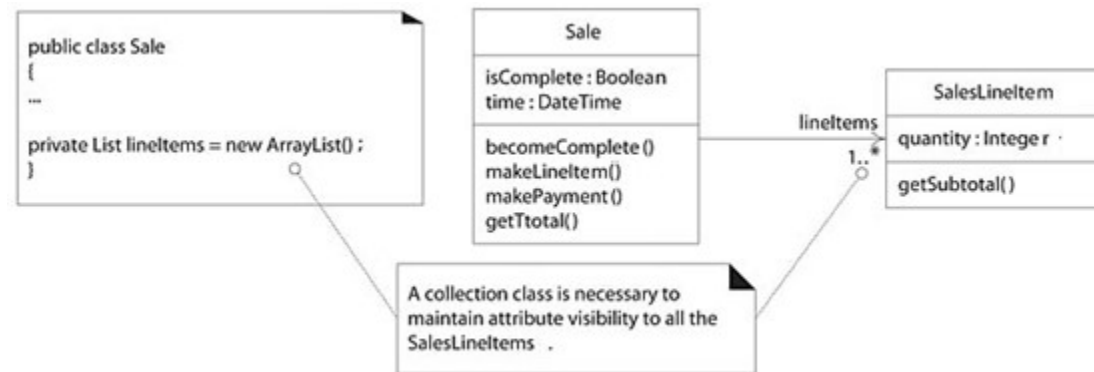 public class Sale
{
...
private List lineItems = new ArrayList() ;
}
Sale
isComplete : Boolean
time : DateTime
becomeComplete ()
makeLineItem()
makePayment ()
getTtotal()
lineItems
1.. *
SalesLineItem
quantity : Intege r
getSubtotal()
A collection class is necessary to
maintain attribute visibility to all the
SalesLineItems .